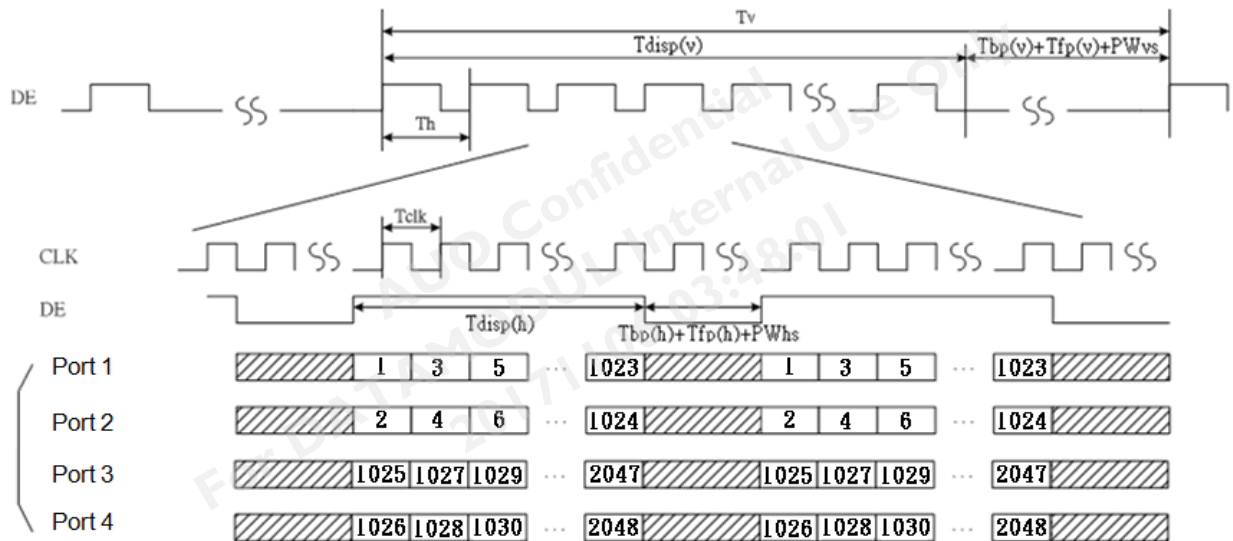 Tv
Tdisp(v)
Tbp(v)+Tfp(v)+PWvs
DE
Th
Tclk
CLK
DE
Tdisp(h)
Tbp(h)+Tfp(h)+PWhs
Port 1 1 3 5 ... 1023 1 3 5 ... 1023
Port 2 2 4 6 ... 1024 2 4 6 ... 1024
Port 3 1025 1027 1029 ... 2047 1025 1027 1029 ... 2047
Port 4 1026 1028 1030 ... 2048 1026 1028 1030 ... 2048
AUO Confidential
For DATAMODUL Internal Use Only